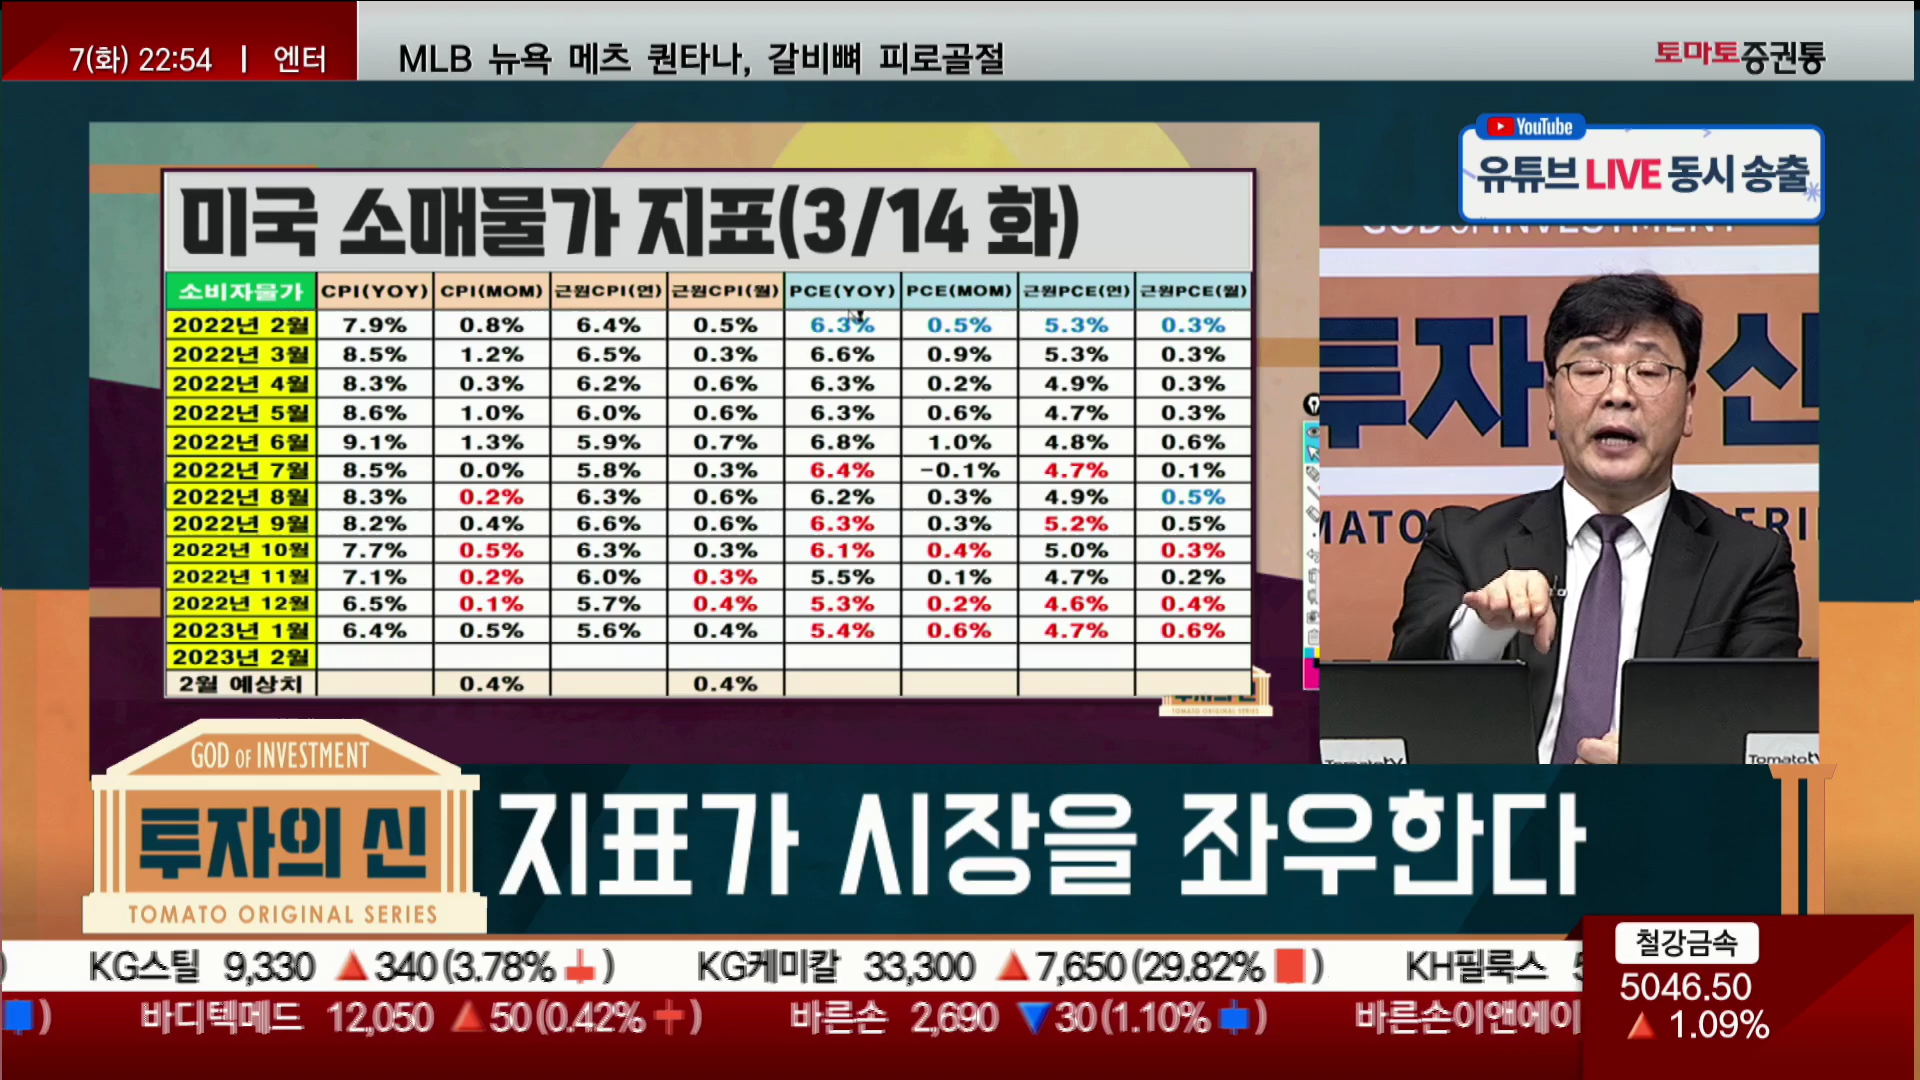 7(화) 22:54 | 엔터
MLB 뉴욕 메츠 퀸타나, 갈비뼈 피로골절
토마토증권통
YouTube
유튜브 LIVE 동시 송출
미국 소매물가 지표(3/14 화)
소비자물가 CPI(YOY) CPI(MOM) 근원CPI(연) 근원CPI(월) PCE(YOY) PCE(MOM) 근원PCE(연) 근원PCE(월)
2022년 2월 7.9% 0.8% 6.4% 0.5% 6.3% 0.5% 5.3% 0.3%
2022년 3월 8.5% 1.2% 6.5% 0.3% 6.6% 0.9% 5.3% 0.3%
2022년 4월 8.3% 0.3% 6.2% 0.6% 6.3% 0.2% 4.9% 0.3%
2022년 5월 8.6% 1.0% 6.0% 0.6% 6.3% 0.6% 4.7% 0.3%
2022년 6월 9.1% 1.3% 5.9% 0.7% 6.8% 1.0% 4.8% 0.6%
2022년 7월 8.5% 0.0% 5.8% 0.3% 6.4% -0.1% 4.7% 0.1%
2022년 8월 8.3% 0.2% 6.3% 0.6% 6.2% 0.3% 4.9% 0.5%
2022년 9월 8.2% 0.4% 6.6% 0.6% 6.3% 0.3% 5.2% 0.5%
2022년 10월 7.7% 0.5% 6.3% 0.3% 6.1% 0.4% 5.0% 0.3%
2022년 11월 7.1% 0.2% 6.0% 0.3% 5.5% 0.1% 4.7% 0.2%
2022년 12월 6.5% 0.1% 5.7% 0.4% 5.3% 0.2% 4.6% 0.4%
2023년 1월 6.4% 0.5% 5.6% 0.4% 5.4% 0.6% 4.7% 0.6%
2023년 2월
2월 예상치 0.4% 0.4%
TOMATO ORIGINAL SERIES
GOD OF INVESTMENT
투자 신
MATO ERI
TomatoTV
TomatoTV
GOD OF INVESTMENT
투자의 신
TOMATO ORIGINAL SERIES
지표가 시장을 좌우한다
) KG스틸 9,330 ▲340(3.78% ) KG케미칼 33,300 ▲7,650(29.82% ) KH필룩스
) 바디텍메드 12,050 ▲50(0.42% ) 바른손 2,690 ▼30(1.10% ) 바른손이앤에이
철강금속
5046.50
▲ 1.09%